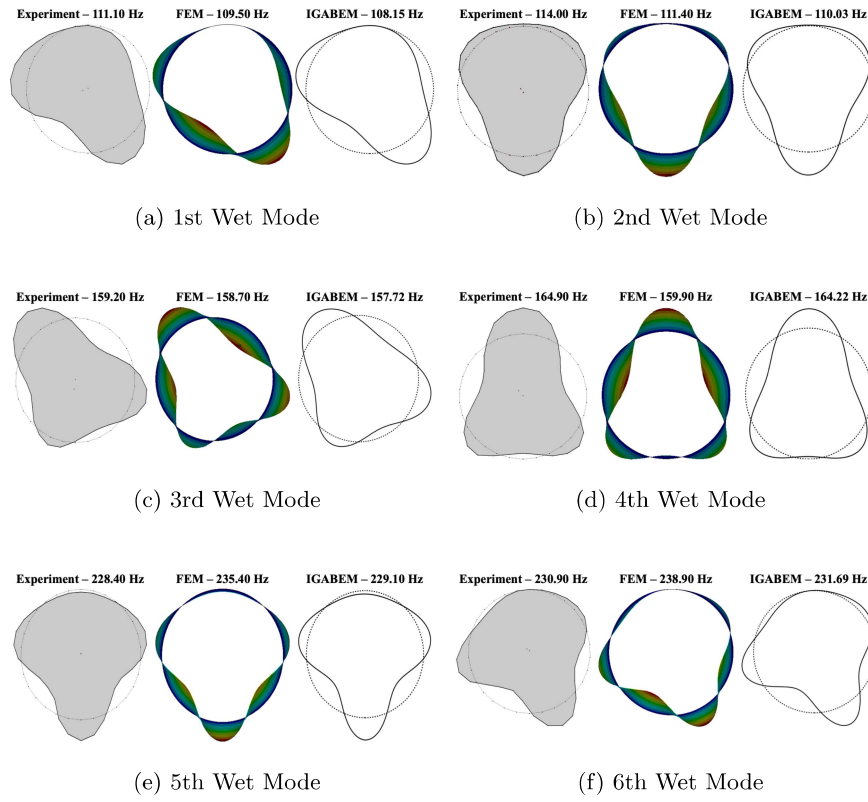 Experiment – 111.10 Hz FEM – 109.50 Hz IGABEM – 108.15 Hz
(a) 1st Wet Mode
Experiment – 114.00 Hz FEM – 111.40 Hz IGABEM – 110.03 Hz
(b) 2nd Wet Mode
Experiment – 159.20 Hz FEM – 158.70 Hz IGABEM – 157.72 Hz
(c) 3rd Wet Mode
Experiment – 164.90 Hz FEM – 159.90 Hz IGABEM – 164.22 Hz
(d) 4th Wet Mode
Experiment – 228.40 Hz FEM – 235.40 Hz IGABEM – 229.10 Hz
(e) 5th Wet Mode
Experiment – 230.90 Hz FEM – 238.90 Hz IGABEM – 231.69 Hz
(f) 6th Wet Mode